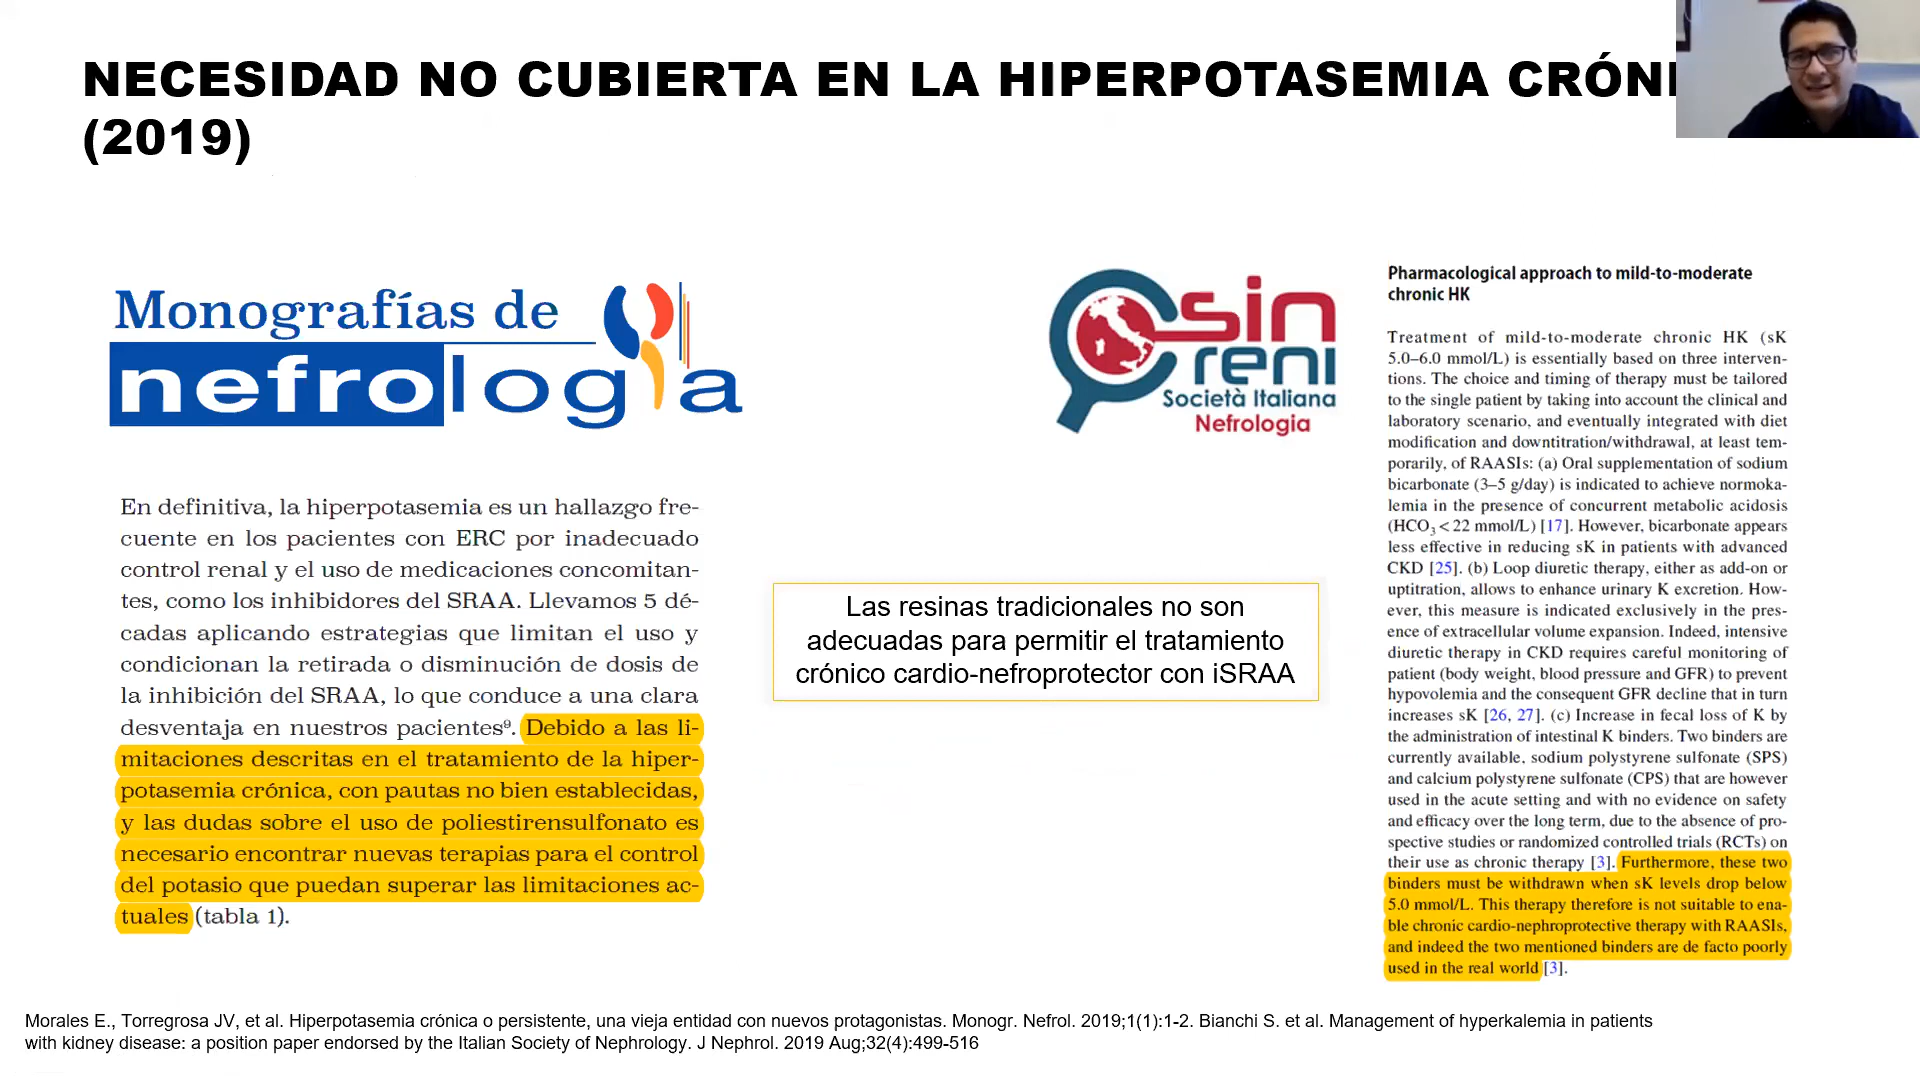 NECESIDAD NO CUBIERTA EN LA HIPERPOTASEMIA CRÓNI
(2019)
Monografías de
nefrología
En definitiva, la hiperpotasemia es un hallazgo fre-
cuente en los pacientes con ERC por inadecuado
control renal y el uso de medicaciones concomitan-
tes, como los inhibidores del SRAA. Llevamos 5 dé-
cadas aplicando estrategias que limitan el uso y
condicionan la retirada o disminución de dosis de
la inhibición del SRAA, lo que conduce a una clara
desventaja en nuestros pacientes⁹. Debido a las li-
mitaciones descritas en el tratamiento de la hiper-
potasemia crónica, con pautas no bien establecidas,
y las dudas sobre el uso de poliestirensulfonato es
necesario encontrar nuevas terapias para el control
del potasio que puedan superar las limitaciones ac-
tuales (tabla 1).
Las resinas tradicionales no son
adecuadas para permitir el tratamiento
crónico cardio-nefroprotector con iSRAA
sin
reni
Società Italiana
Nefrologia
Pharmacological approach to mild-to-moderate
chronic HK
Treatment of mild-to-moderate chronic HK (sK
5.0–6.0 mmol/L) is essentially based on three interven-
tions. The choice and timing of therapy must be tailored
to the single patient by taking into account the clinical and
laboratory scenario, and eventually integrated with diet
modification and downtitration/withdrawal, at least tem-
porarily, of RAASIs: (a) Oral supplementation of sodium
bicarbonate (3–5 g/day) is indicated to achieve normoka-
lemia in the presence of concurrent metabolic acidosis
(HCO₃ < 22 mmol/L) [17]. However, bicarbonate appears
less effective in reducing sK in patients with advanced
CKD [25]. (b) Loop diuretic therapy, either as add-on or
uptitration, allows to enhance urinary K excretion. How-
ever, this measure is indicated exclusively in the pres-
ence of extracellular volume expansion. Indeed, intensive
diuretic therapy in CKD requires careful monitoring of
patient (body weight, blood pressure and GFR) to prevent
hypovolemia and the consequent GFR decline that in turn
increases sK [26, 27]. (c) Increase in fecal loss of K by
the administration of intestinal K binders. Two binders are
currently available, sodium polystyrene sulfonate (SPS)
and calcium polystyrene sulfonate (CPS) that are however
used in the acute setting and with no evidence on safety
and efficacy over the long term, due to the absence of pro-
spective studies or randomized controlled trials (RCTs) on
their use as chronic therapy [3]. Furthermore, these two
binders must be withdrawn when sK levels drop below
5.0 mmol/L. This therapy therefore is not suitable to ena-
ble chronic cardio-nephroprotective therapy with RAASIs,
and indeed the two mentioned binders are de facto poorly
used in the real world [3].
Morales E., Torregrosa JV, et al. Hiperpotasemia crónica o persistente, una vieja entidad con nuevos protagonistas. Monogr. Nefrol. 2019;1(1):1-2. Bianchi S. et al. Management of hyperkalemia in patients
with kidney disease: a position paper endorsed by the Italian Society of Nephrology. J Nephrol. 2019 Aug;32(4):499-516